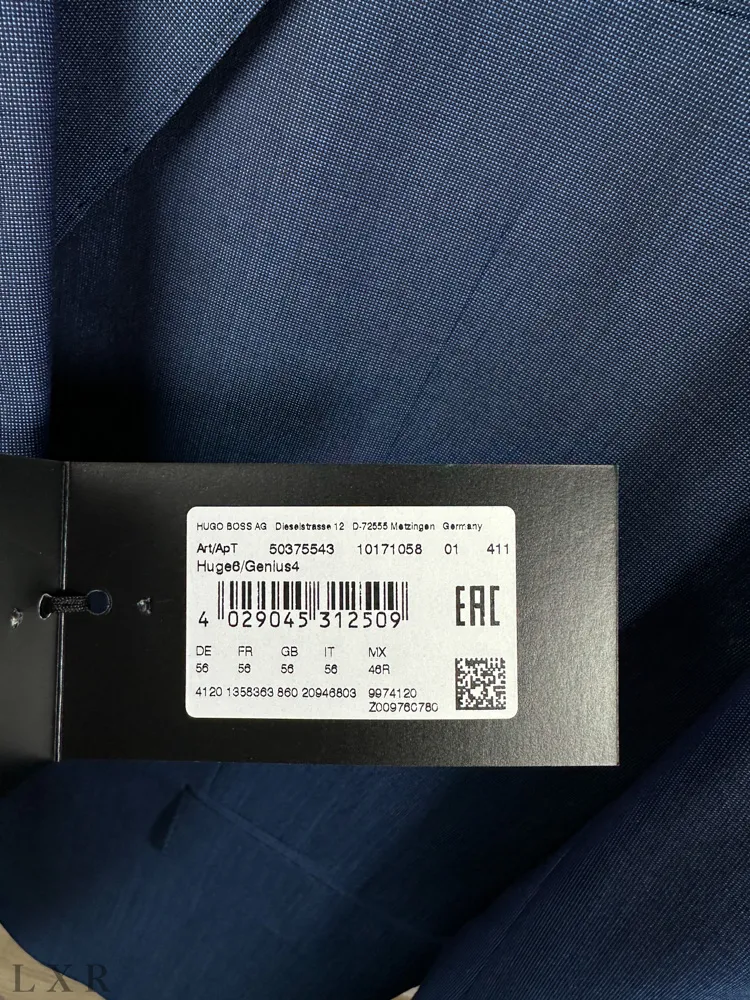 HUGO BOSS AG Dieselstrasse 12 D-72555 Metzingen Germany
Art/ApT 50375543 10171058 01 411
Huge6/Genius4
4 029045 312509
EAC
DE FR GB IT MX
56 56 56 56 46R
4120 1358363 860 20946803 9974120
Z009760780
LXR